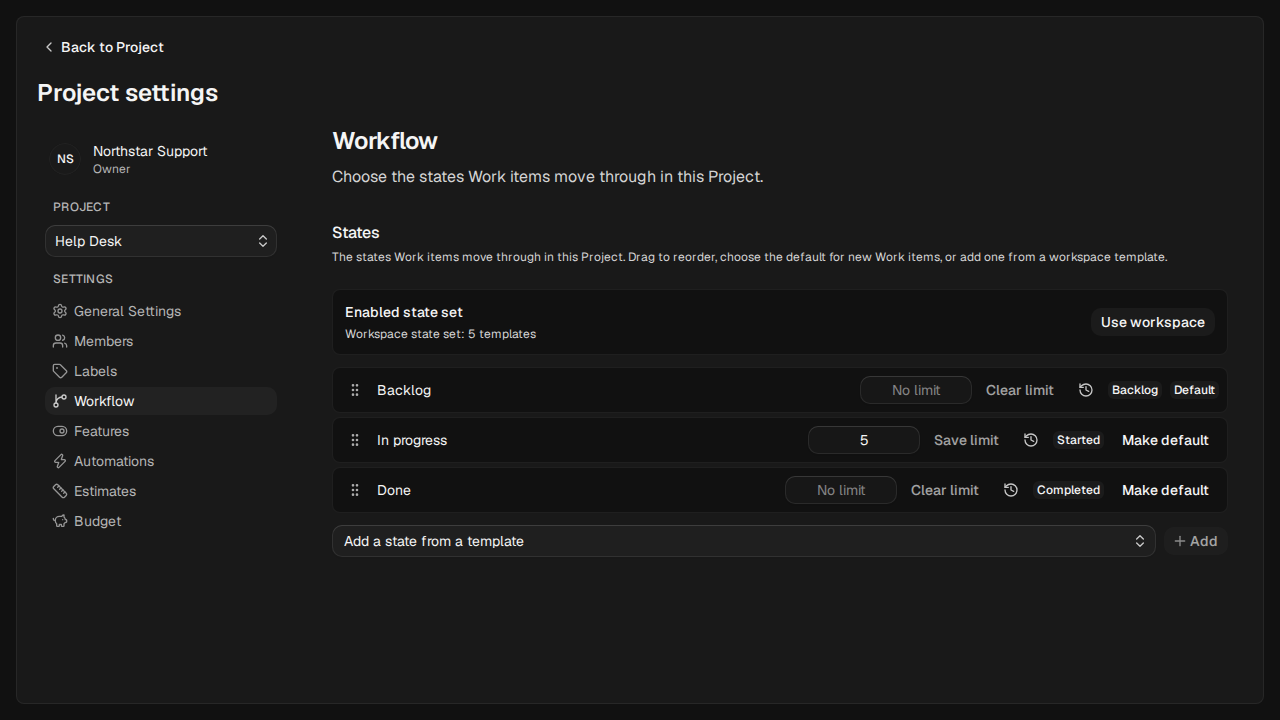 Back to Project
Project settings
NS
Northstar Support
Owner
PROJECT
Help Desk
SETTINGS
General Settings
Members
Labels
Workflow
Features
Automations
Estimates
Budget
Workflow
Choose the states Work items move through in this Project.
States
The states Work items move through in this Project. Drag to reorder, choose the default for new Work items, or add one from a workspace template.
Enabled state set
Workspace state set: 5 templates
Use workspace
Backlog No limit Clear limit Backlog Default
In progress 5 Save limit Started Make default
Done No limit Clear limit Completed Make default
Add a state from a template
Add